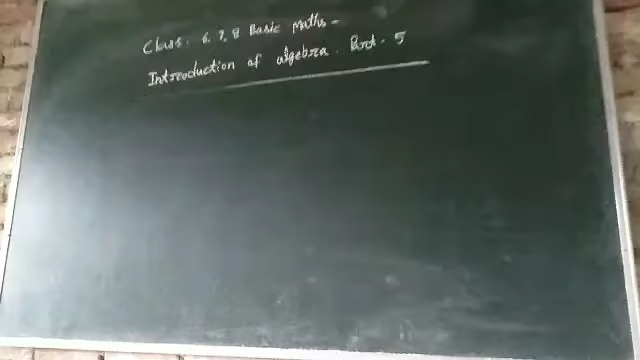 Class. 6, 7, 8 Basic Maths -
Introduction of algebra. Part - 5